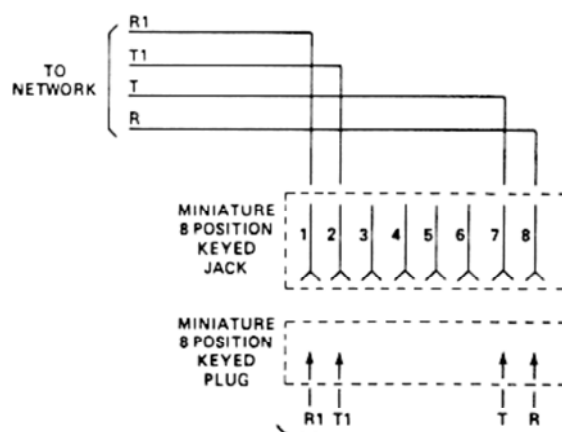 R1
T1
TO
NETWORK
T
R
MINIATURE
8 POSITION
KEYED
JACK
1 2 3 4 5 6 7 8
MINIATURE
8 POSITION
KEYED
PLUG
R1 T1 T R